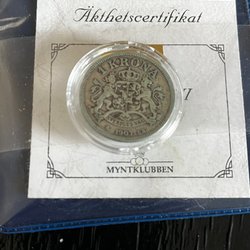 Äkthetscertifikat
1 KRONA
MYNTKLUBBEN